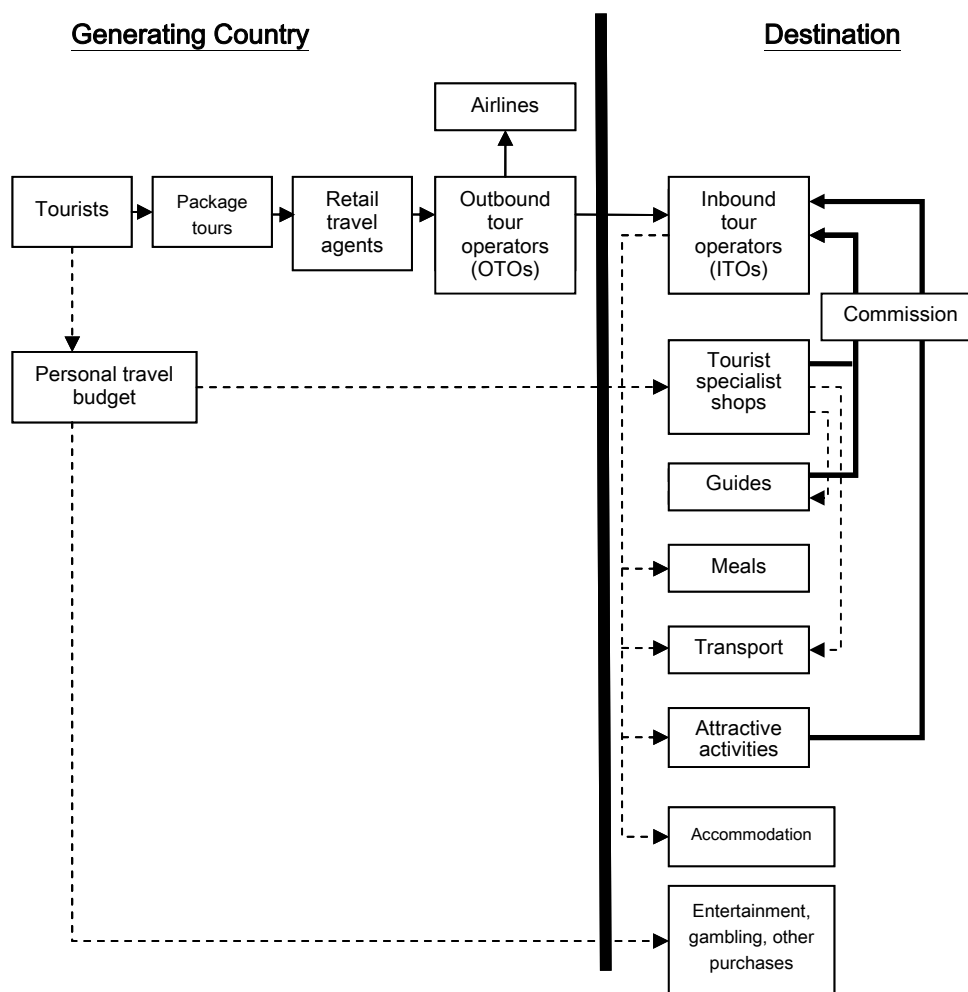 Generating Country
Destination
Airlines
Tourists
Package
tours
Retail
travel
agents
Outbound
tour
operators
(OTOs)
Inbound
tour
operators
(ITOs)
Commission
Personal travel
budget
Tourist
specialist
shops
Guides
Meals
Transport
Attractive
activities
Accommodation
Entertainment,
gambling, other
purchases